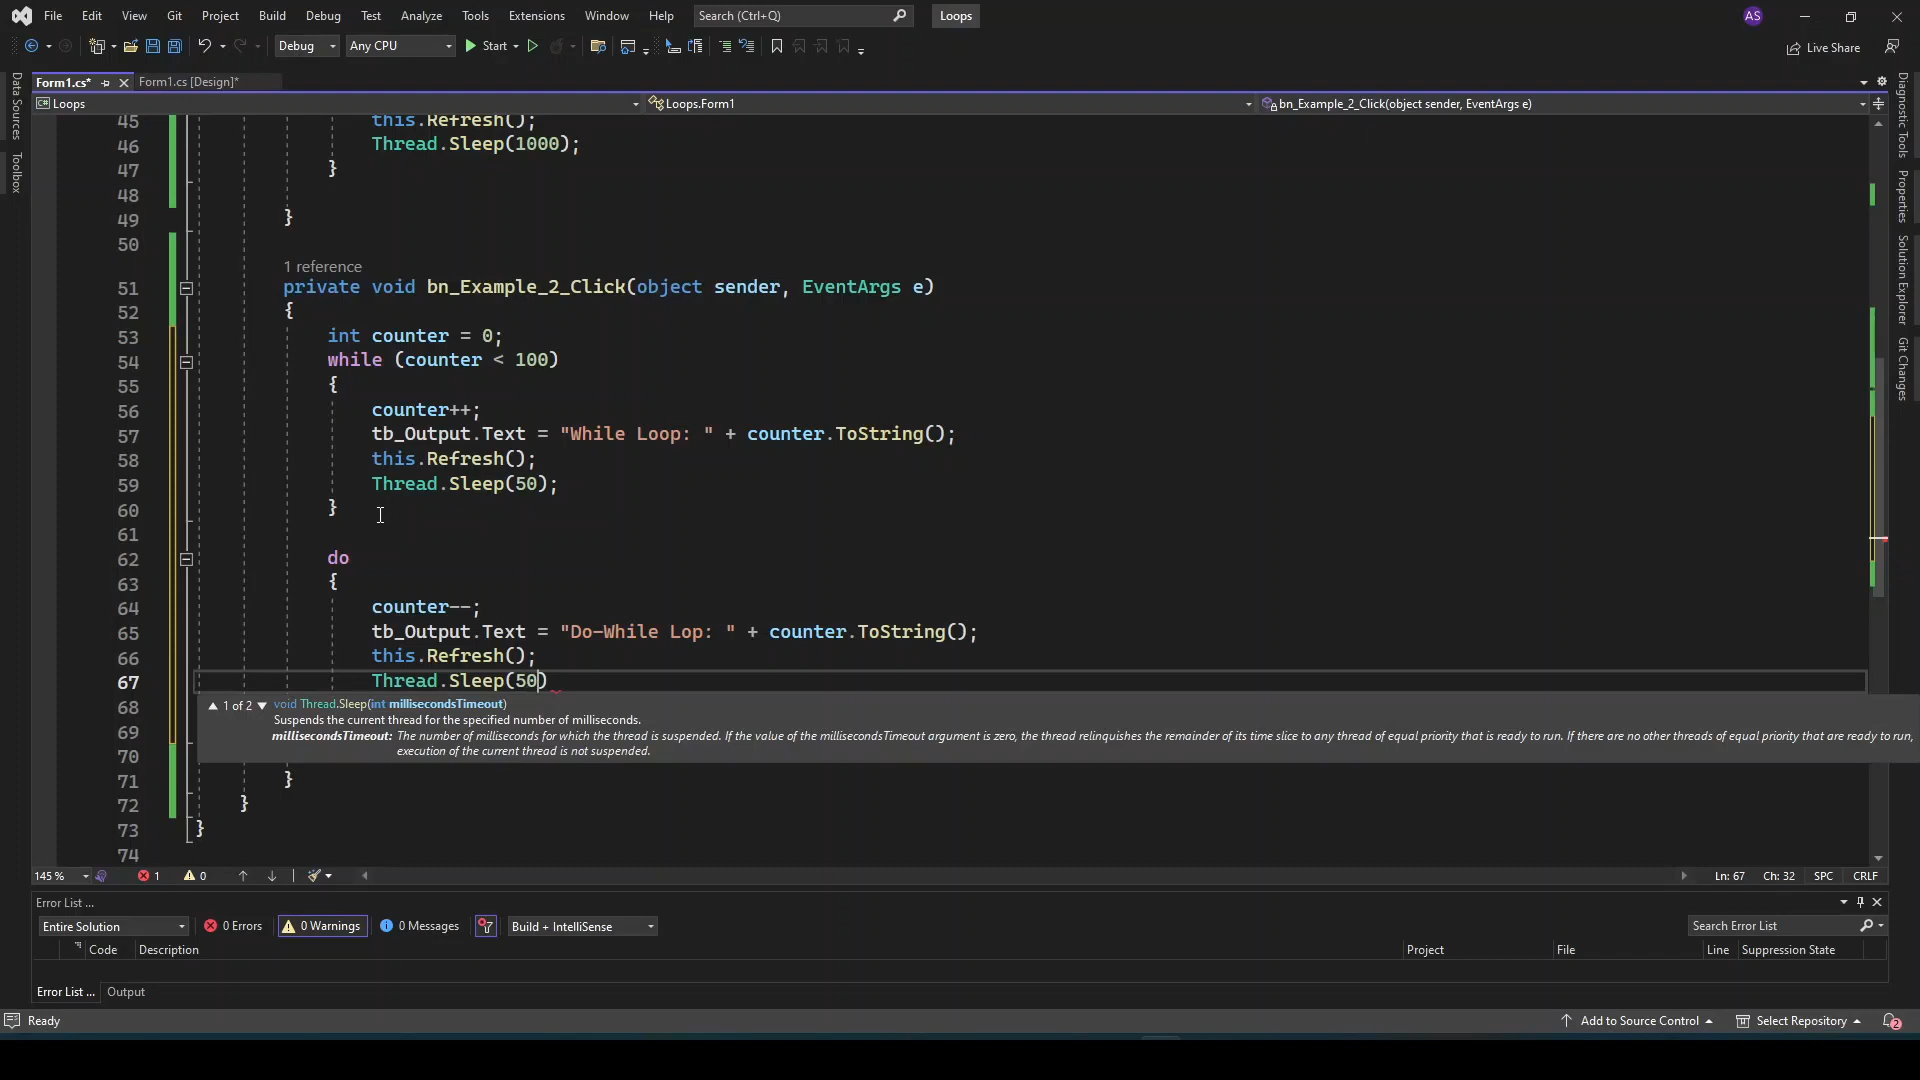 File Edit View Git Project Build Debug Test Analyze Tools Extensions Window Help Search (Ctrl+Q) Loops AS
Debug Any CPU Start Live Share
Form1.cs* Form1.cs [Design]*
Loops Loops.Form1 bn_Example_2_Click(object sender, EventArgs e)
Data Sources
Toolbox
Diagnostic Tools
Properties
Solution Explorer
Git Changes
45 this.Refresh();
46 Thread.Sleep(1000);
47 }
48
49 }
50
1 reference
51 private void bn_Example_2_Click(object sender, EventArgs e)
52 {
53 int counter = 0;
54 while (counter < 100)
55 {
56 counter++;
57 tb_Output.Text = "While Loop: " + counter.ToString();
58 this.Refresh();
59 Thread.Sleep(50);
60 }
61
62 do
63 {
64 counter--;
65 tb_Output.Text = "Do-While Lop: " + counter.ToString();
66 this.Refresh();
67 Thread.Sleep(50)
68 1 of 2 void Thread.Sleep(int millisecondsTimeout)
Suspends the current thread for the specified number of milliseconds.
69 millisecondsTimeout: The number of milliseconds for which the thread is suspended. If the value of the millisecondsTimeout argument is zero, the thread relinquishes the remainder of its time slice to any thread of equal priority that is ready to run. If there are no other threads of equal priority that are ready to run,
70 execution of the current thread is not suspended.
71 }
72 }
73 }
74
145 % 1 0 Ln: 67 Ch: 32 SPC CRLF
Error List ...
Entire Solution 0 Errors 0 Warnings 0 Messages Build + IntelliSense Search Error List
Code Description Project File Line Suppression State
Error List ... Output
Ready Add to Source Control Select Repository 2